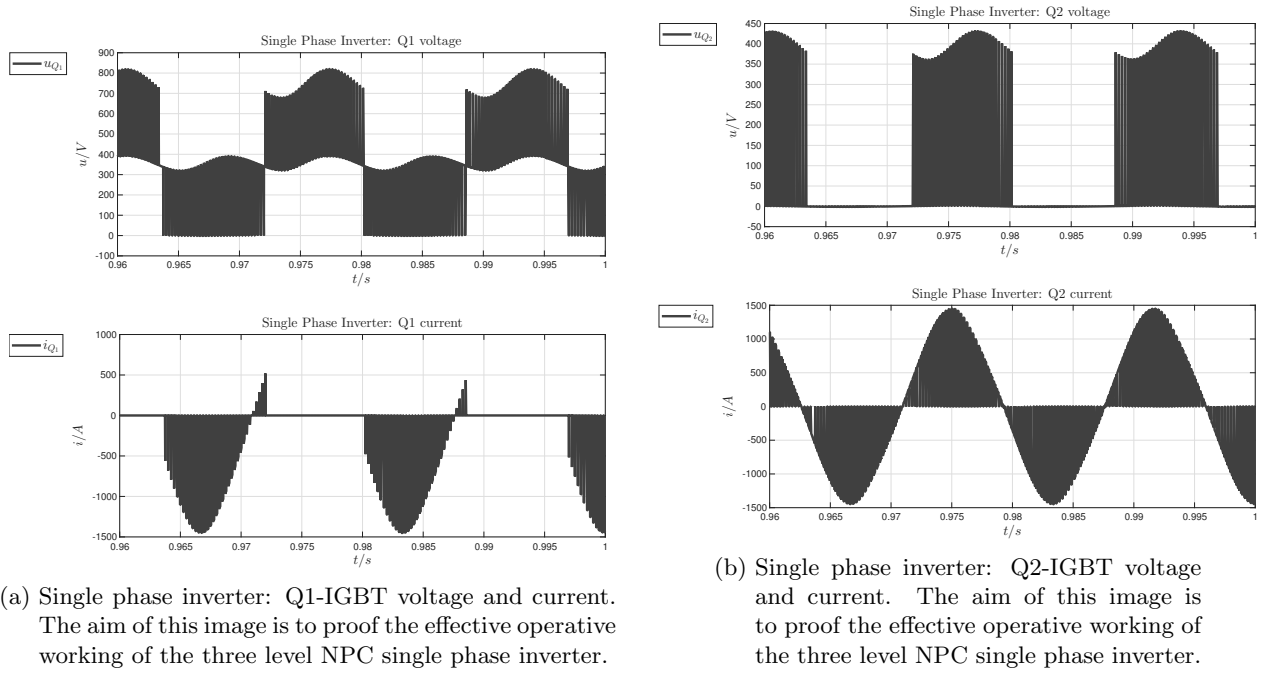 Single Phase Inverter: Q1 voltage
u_{Q_1}
900
800
700
600
500
400
300
200
100
0
-100
u/V
0.96 0.965 0.97 0.975 0.98 0.985 0.99 0.995 1
t/s
Single Phase Inverter: Q1 current
i_{Q_1}
1000
500
0
-500
-1000
-1500
i/A
0.96 0.965 0.97 0.975 0.98 0.985 0.99 0.995 1
t/s
(a) Single phase inverter: Q1-IGBT voltage and current.
The aim of this image is to proof the effective operative
working of the three level NPC single phase inverter.
Single Phase Inverter: Q2 voltage
u_{Q_2}
450
400
350
300
250
200
150
100
50
0
-50
u/V
0.96 0.965 0.97 0.975 0.98 0.985 0.99 0.995 1
t/s
Single Phase Inverter: Q2 current
i_{Q_2}
1500
1000
500
0
-500
-1000
-1500
i/A
0.96 0.965 0.97 0.975 0.98 0.985 0.99 0.995 1
t/s
(b) Single phase inverter: Q2-IGBT voltage
and current. The aim of this image is
to proof the effective operative working of
the three level NPC single phase inverter.